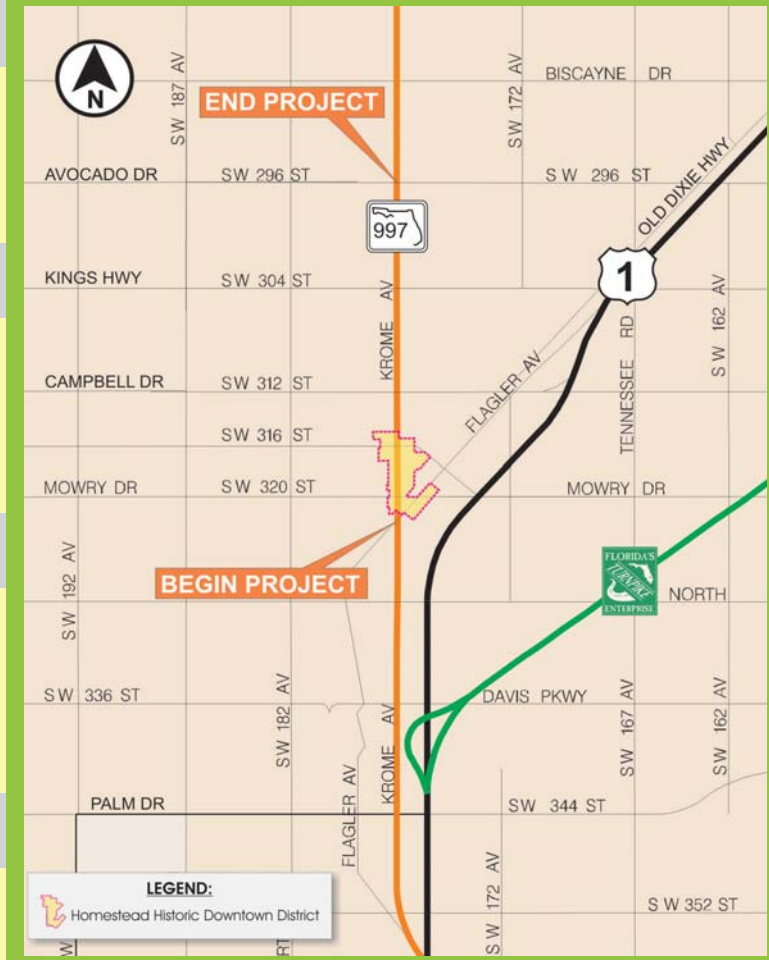 N
SW 187 AV
END PROJECT
SW 172 AV
BISCAYNE DR
AVOCADO DR
SW 296 ST
SW 296 ST
OLD DIXIE HWY
997
1
KINGS HWY
SW 304 ST
KROME AV
TENNESSEE RD
SW 162 AV
CAMPBELL DR
SW 312 ST
FLAGLER AV
SW 316 ST
MOWRY DR
SW 320 ST
MOWRY DR
BEGIN PROJECT
SW 192 AV
FLORIDA'S
TURNPIKE
ENTERPRISE
NORTH
SW 336 ST
SW 182 AV
KROME AV
DAVIS PKWY
SW 167 AV
SW 162 AV
PALM DR
FLAGLER AV
SW 344 ST
SW 172 AV
LEGEND:
Homestead Historic Downtown District
SW 352 ST
W
RT